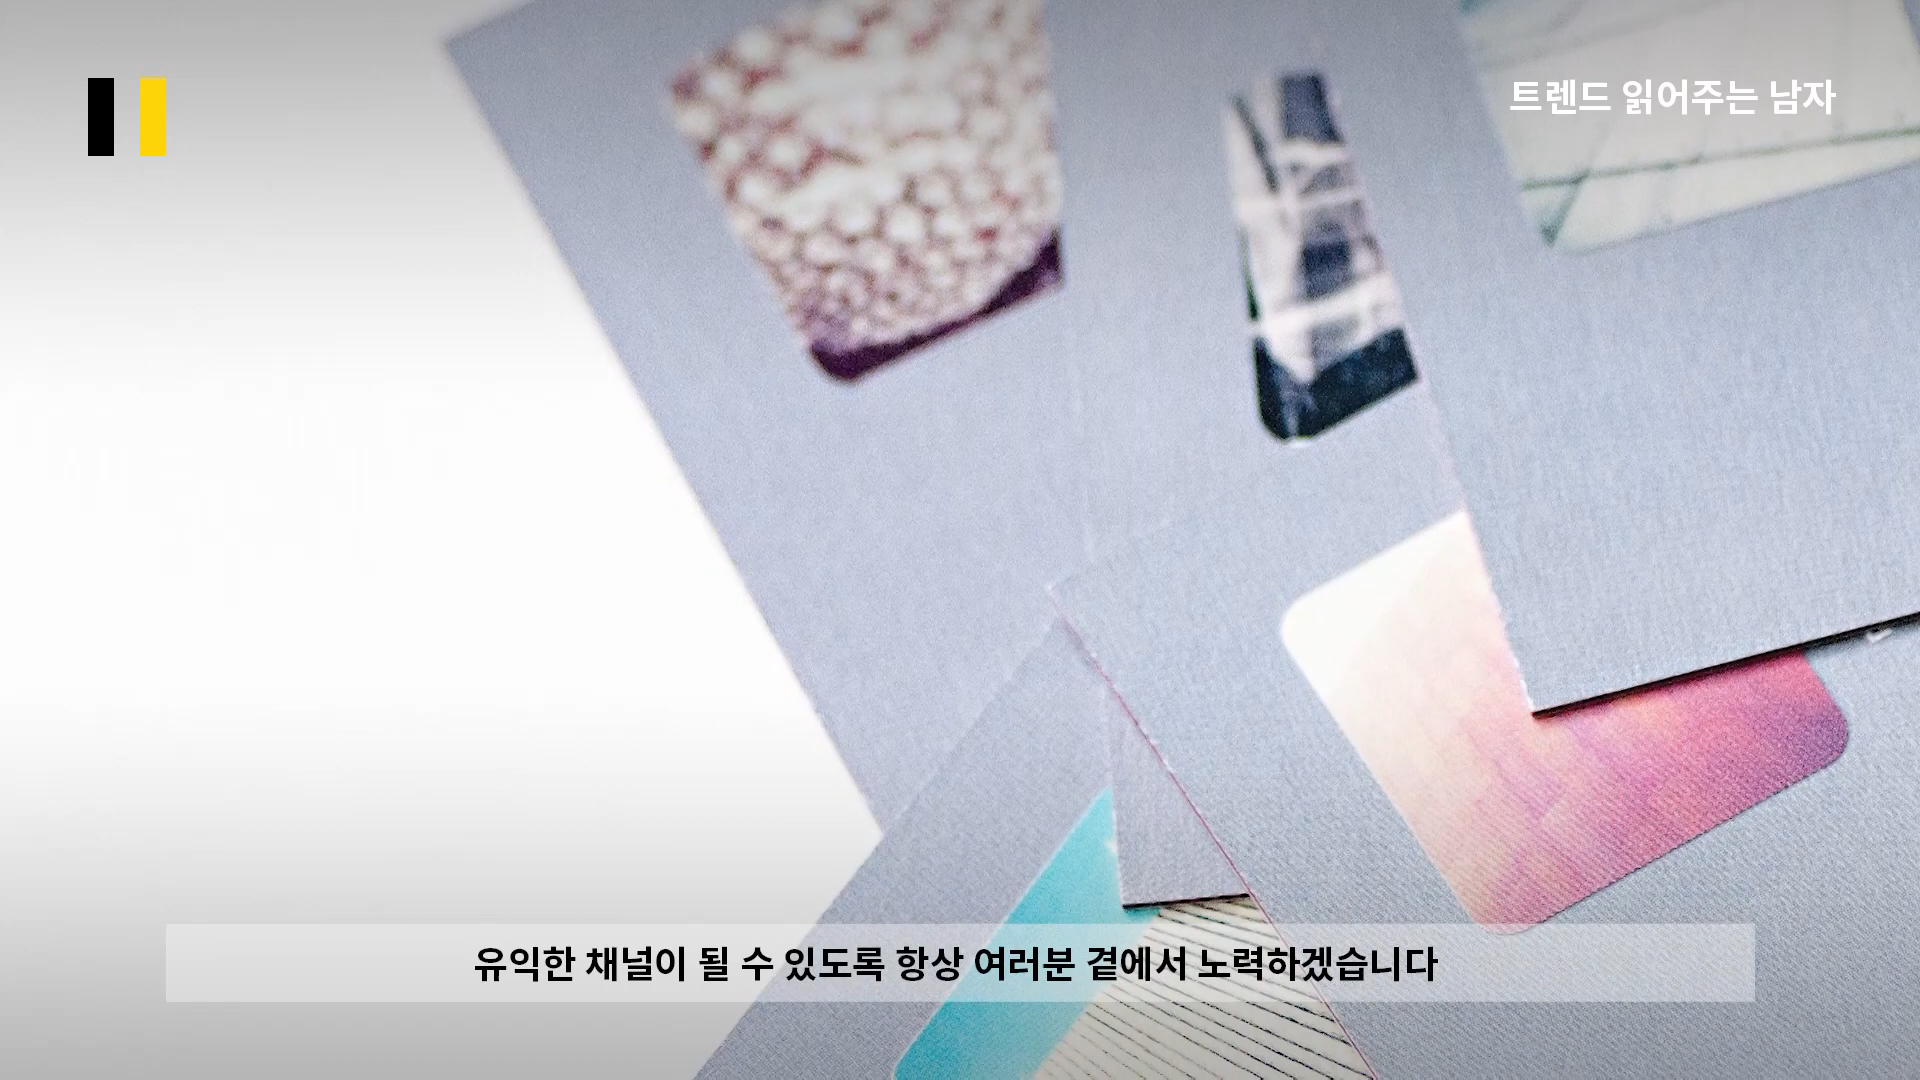 트렌드 읽어주는 남자
유익한 채널이 될 수 있도록 항상 여러분 곁에서 노력하겠습니다